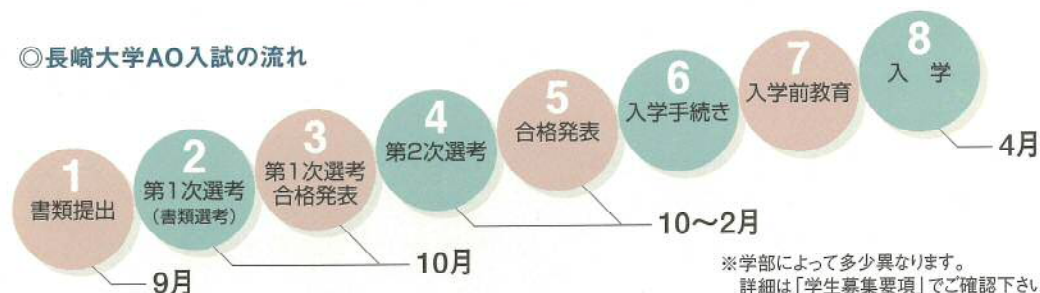 ◎長崎大学AO入試の流れ
1
書類提出
9月
2
第1次選考
(書類選考)
3
第1次選考
合格発表
10月
4
第2次選考
5
合格発表
10〜2月
6
入学手続き
7
入学前教育
8
入 学
4月
※学部によって多少異なります。
詳細は「学生募集要項」でご確認下さい